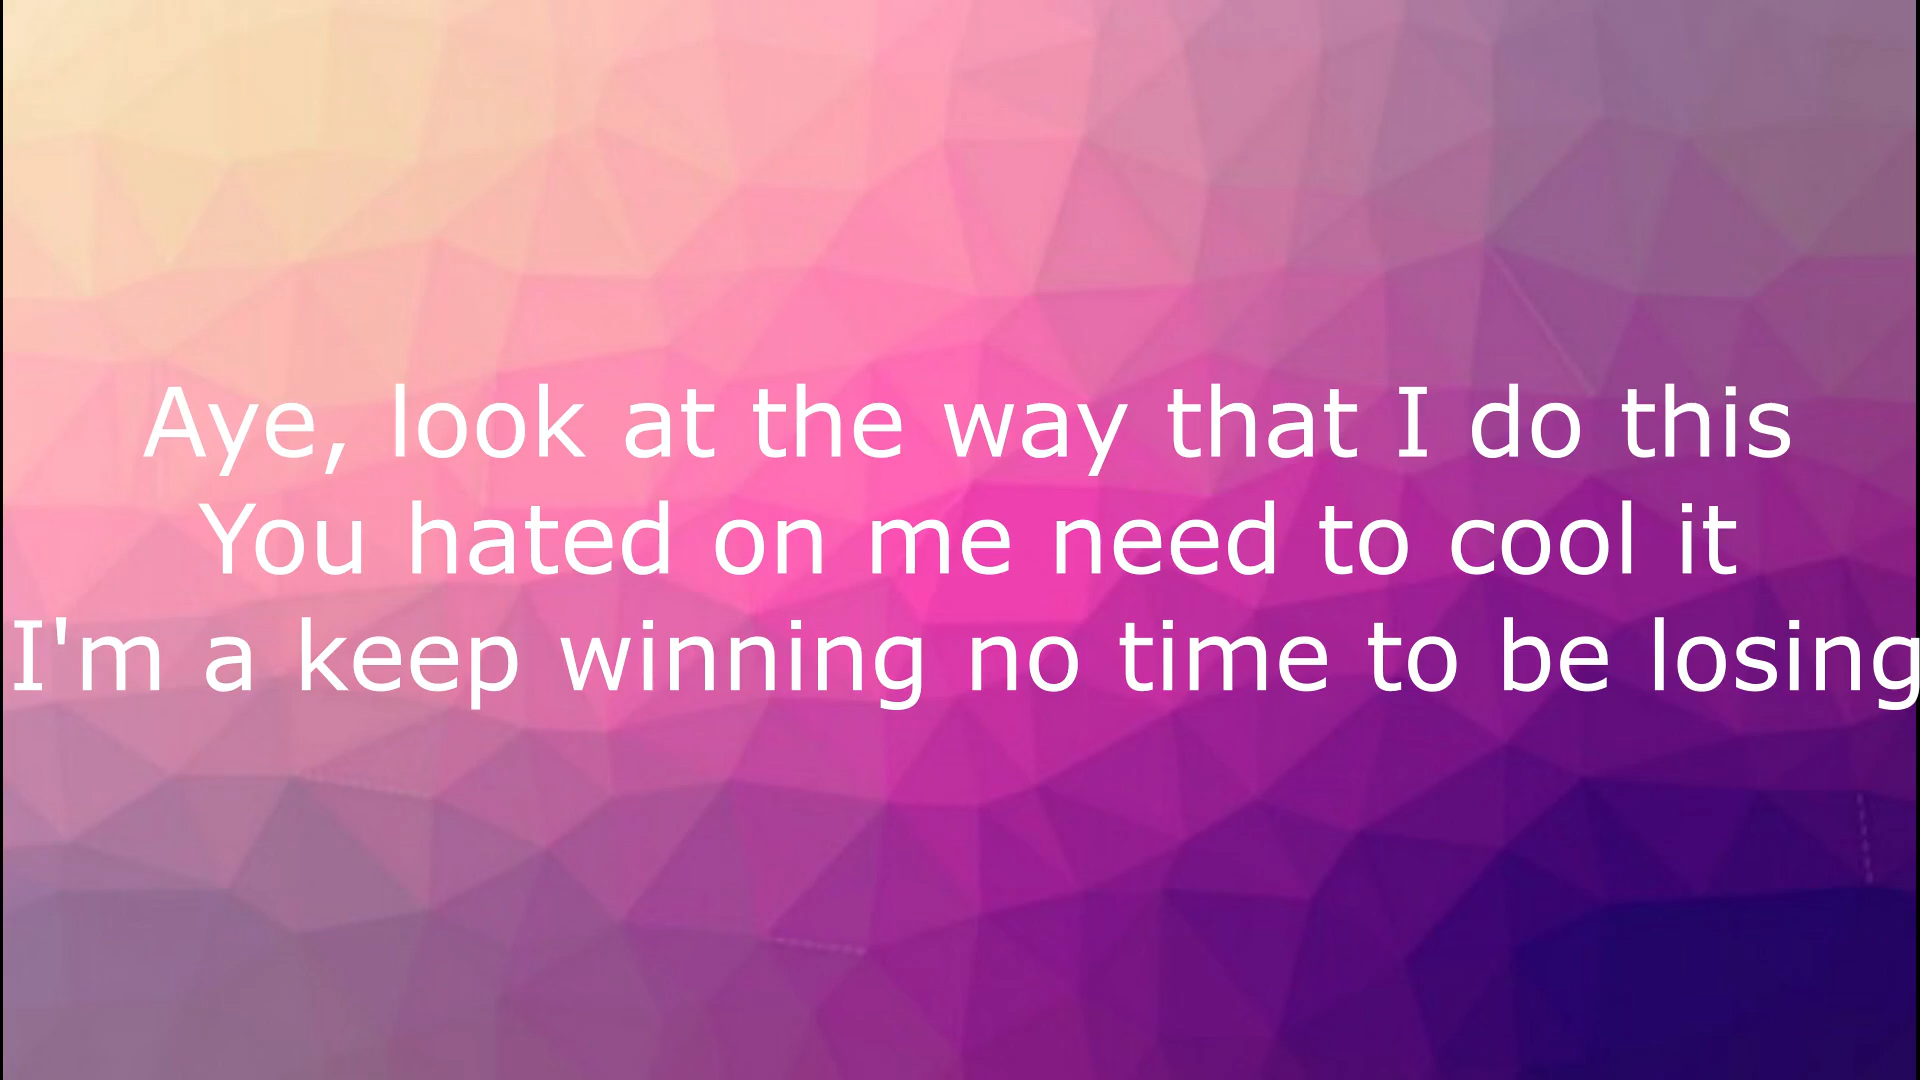 Aye, look at the way that I do this
You hated on me need to cool it
I'm a keep winning no time to be losing